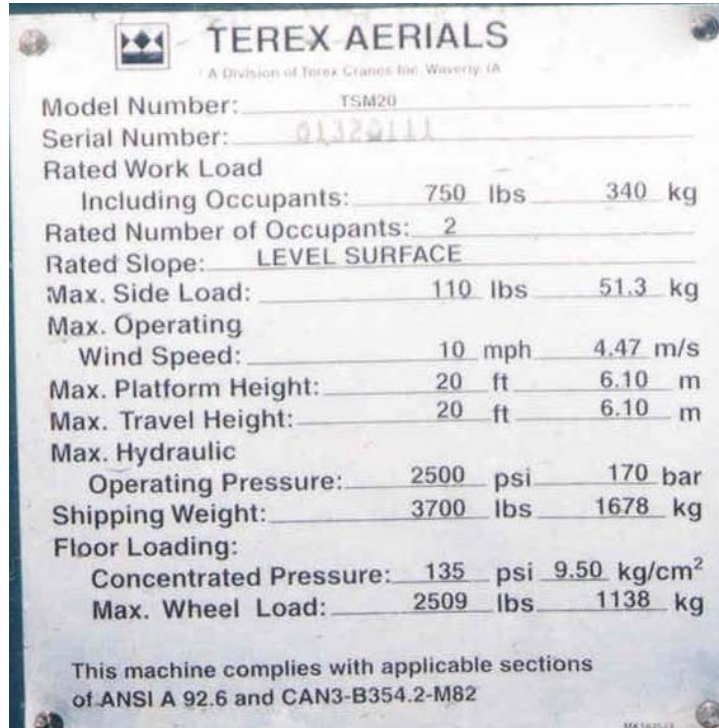 TEREX AERIALS
A Division of Terex Cranes Inc. Waverly, IA
Model Number: TSM20
Serial Number: 01320111
Rated Work Load
Including Occupants: 750 lbs 340 kg
Rated Number of Occupants: 2
Rated Slope: LEVEL SURFACE
Max. Side Load: 110 lbs 51.3 kg
Max. Operating
Wind Speed: 10 mph 4.47 m/s
Max. Platform Height: 20 ft 6.10 m
Max. Travel Height: 20 ft 6.10 m
Max. Hydraulic
Operating Pressure: 2500 psi 170 bar
Shipping Weight: 3700 lbs 1678 kg
Floor Loading:
Concentrated Pressure: 135 psi 9.50 kg/cm²
Max. Wheel Load: 2509 lbs 1138 kg
This machine complies with applicable sections
of ANSI A 92.6 and CAN3-B354.2-M82